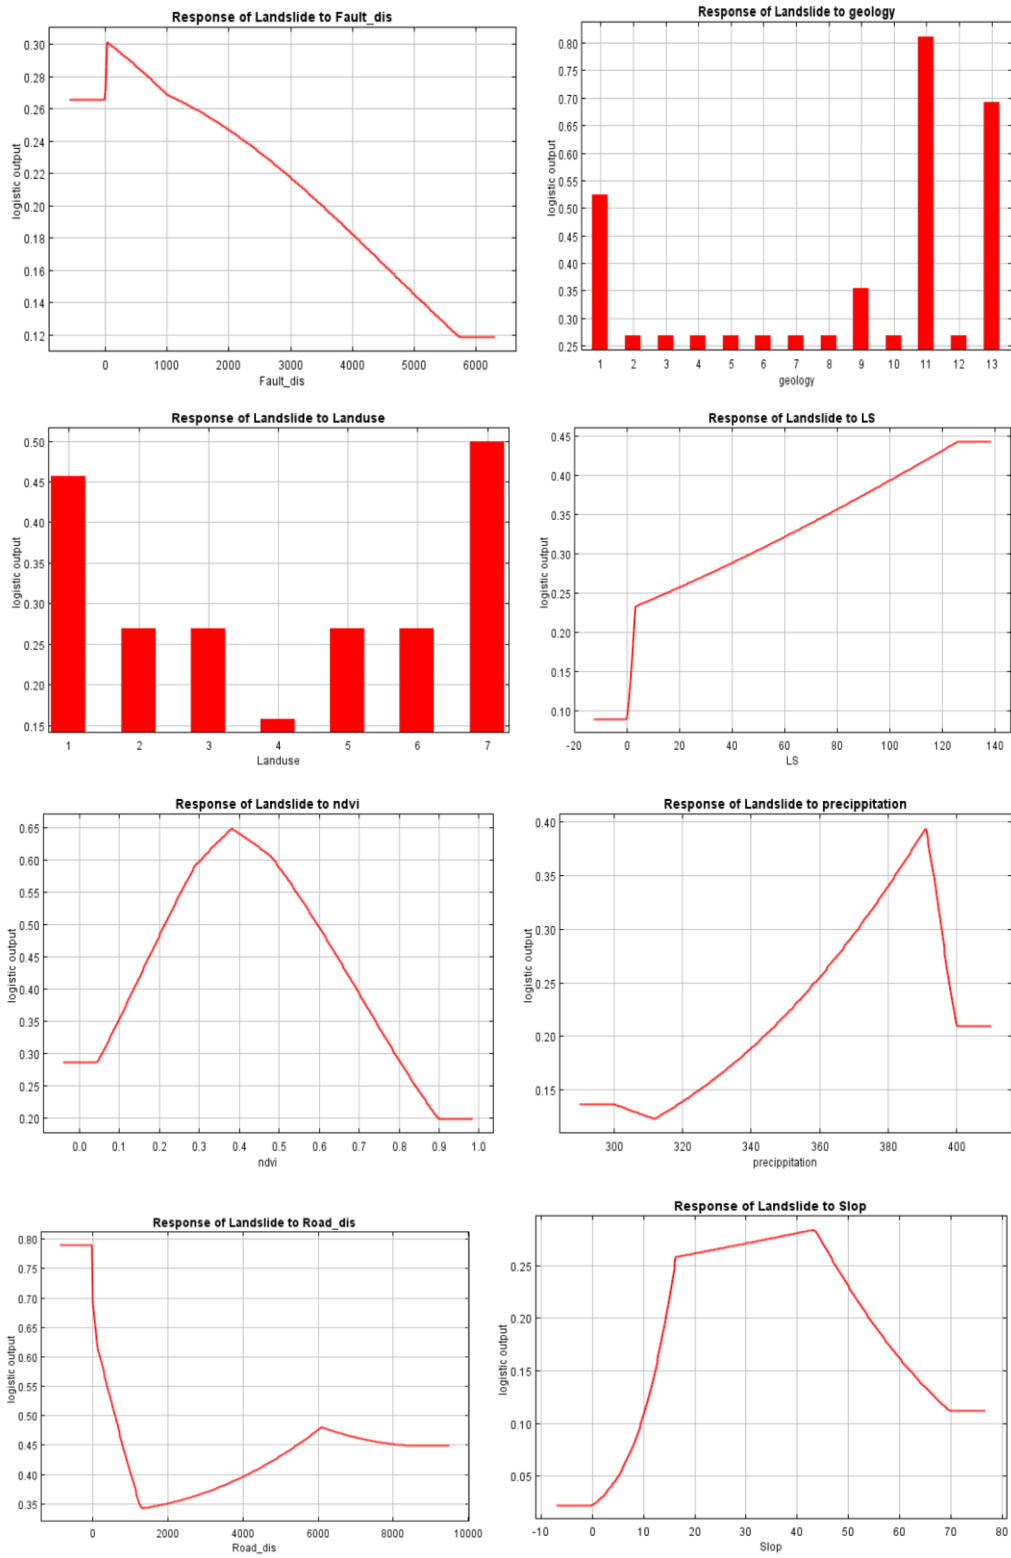 Response of Landslide to Fault_dis
logistic output
0.30
0.28
0.26
0.24
0.22
0.20
0.18
0.16
0.14
0.12
0 1000 2000 3000 4000 5000 6000
Fault_dis
Response of Landslide to geology
logistic output
0.80
0.75
0.70
0.65
0.60
0.55
0.50
0.45
0.40
0.35
0.30
0.25
1 2 3 4 5 6 7 8 9 10 11 12 13
geology
Response of Landslide to Landuse
logistic output
0.50
0.45
0.40
0.35
0.30
0.25
0.20
0.15
1 2 3 4 5 6 7
Landuse
Response of Landslide to LS
logistic output
0.45
0.40
0.35
0.30
0.25
0.20
0.15
0.10
-20 0 20 40 60 80 100 120 140
LS
Response of Landslide to ndvi
logistic output
0.65
0.60
0.55
0.50
0.45
0.40
0.35
0.30
0.25
0.20
0.0 0.1 0.2 0.3 0.4 0.5 0.6 0.7 0.8 0.9 1.0
ndvi
Response of Landslide to precippitation
logistic output
0.40
0.35
0.30
0.25
0.20
0.15
300 320 340 360 380 400
precippitation
Response of Landslide to Road_dis
logistic output
0.80
0.75
0.70
0.65
0.60
0.55
0.50
0.45
0.40
0.35
0 2000 4000 6000 8000 10000
Road_dis
Response of Landslide to Slop
logistic output
0.25
0.20
0.15
0.10
0.05
-10 0 10 20 30 40 50 60 70 80
Slop